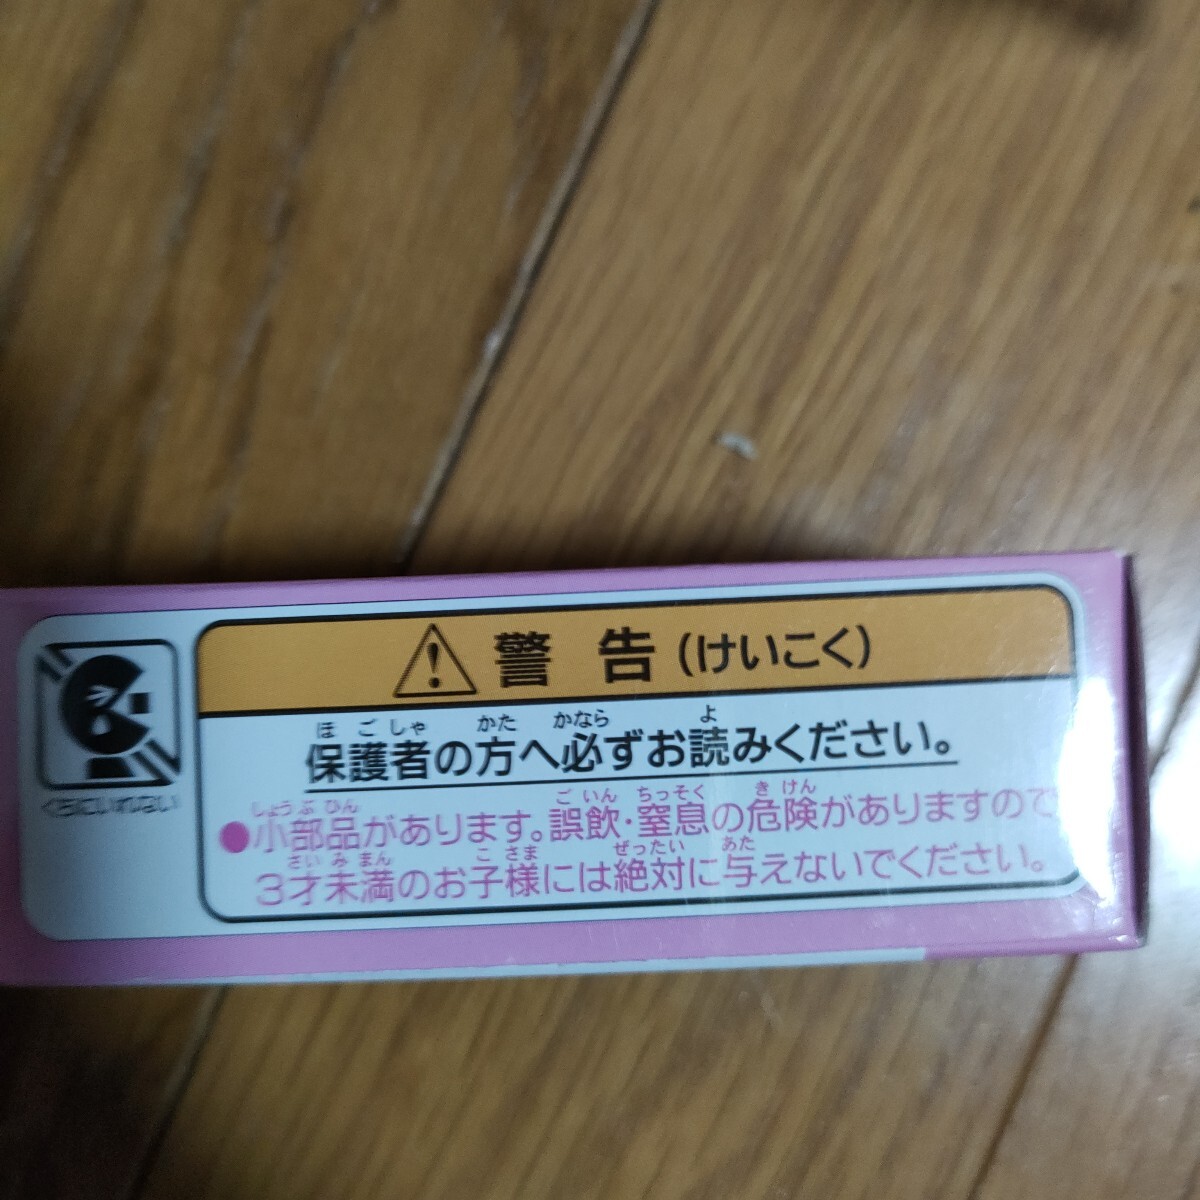 警告（けいこく）
ほごしゃ かた かなら よ
保護者の方へ必ずお読みください。
しょうぶひん ごいん ちっそく きけん
●小部品があります。誤飲・窒息の危険がありますので
さいみまん こさま ぜったい あた
3才未満のお子様には絶対に与えないでください。
くちにいれない